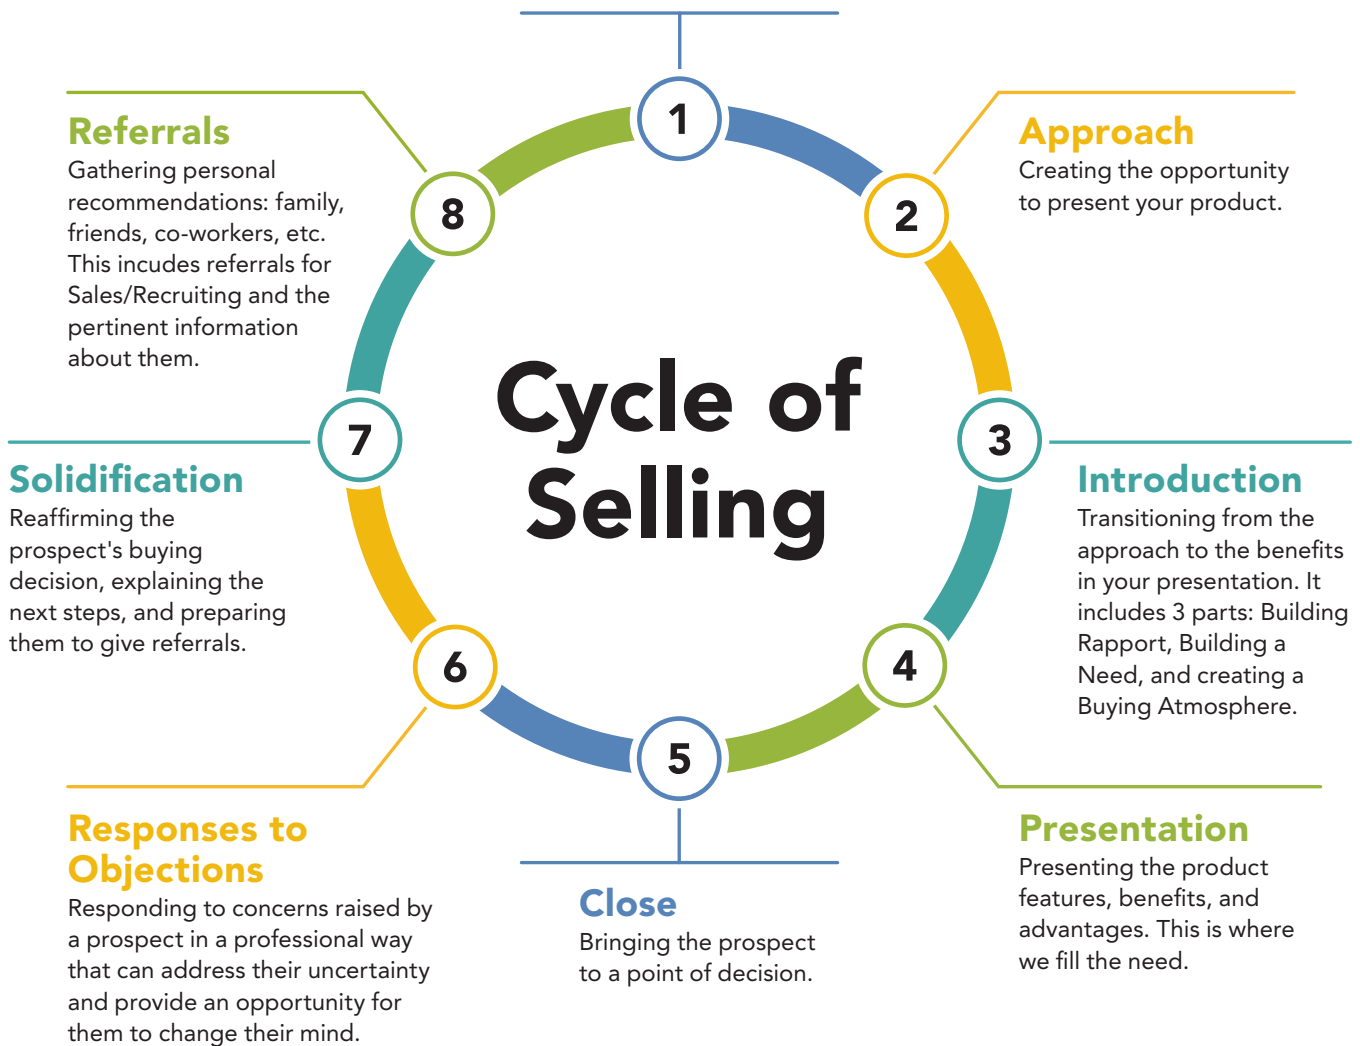 1
2
Approach
Creating the opportunity
to present your product.
3
Introduction
Transitioning from the
approach to the benefits
in your presentation. It
includes 3 parts: Building
Rapport, Building a
Need, and creating a
Buying Atmosphere.
4
Presentation
Presenting the product
features, benefits, and
advantages. This is where
we fill the need.
5
Close
Bringing the prospect
to a point of decision.
6
Responses to
Objections
Responding to concerns raised by
a prospect in a professional way
that can address their uncertainty
and provide an opportunity for
them to change their mind.
7
Solidification
Reaffirming the
prospect's buying
decision, explaining the
next steps, and preparing
them to give referrals.
8
Referrals
Gathering personal
recommendations: family,
friends, co-workers, etc.
This incudes referrals for
Sales/Recruiting and the
pertinent information
about them.
Cycle of
Selling